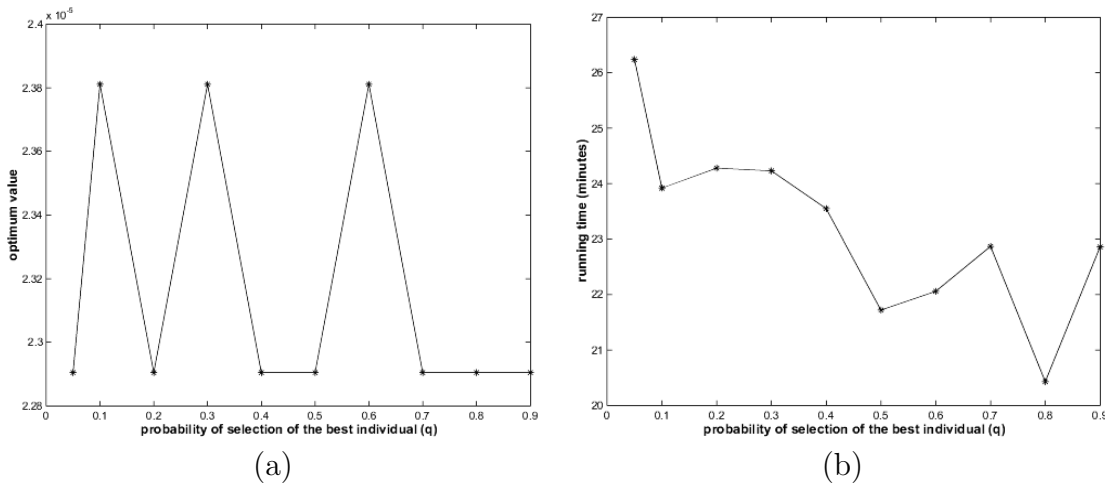 x 10⁻⁵
2.4
2.38
2.36
2.34
2.32
2.3
2.28
optimum value
0 0.1 0.2 0.3 0.4 0.5 0.6 0.7 0.8 0.9
probability of selection of the best individual (q)
(a)
27
26
25
24
23
22
21
20
running time (minutes)
0 0.1 0.2 0.3 0.4 0.5 0.6 0.7 0.8 0.9
probability of selection of the best individual (q)
(b)